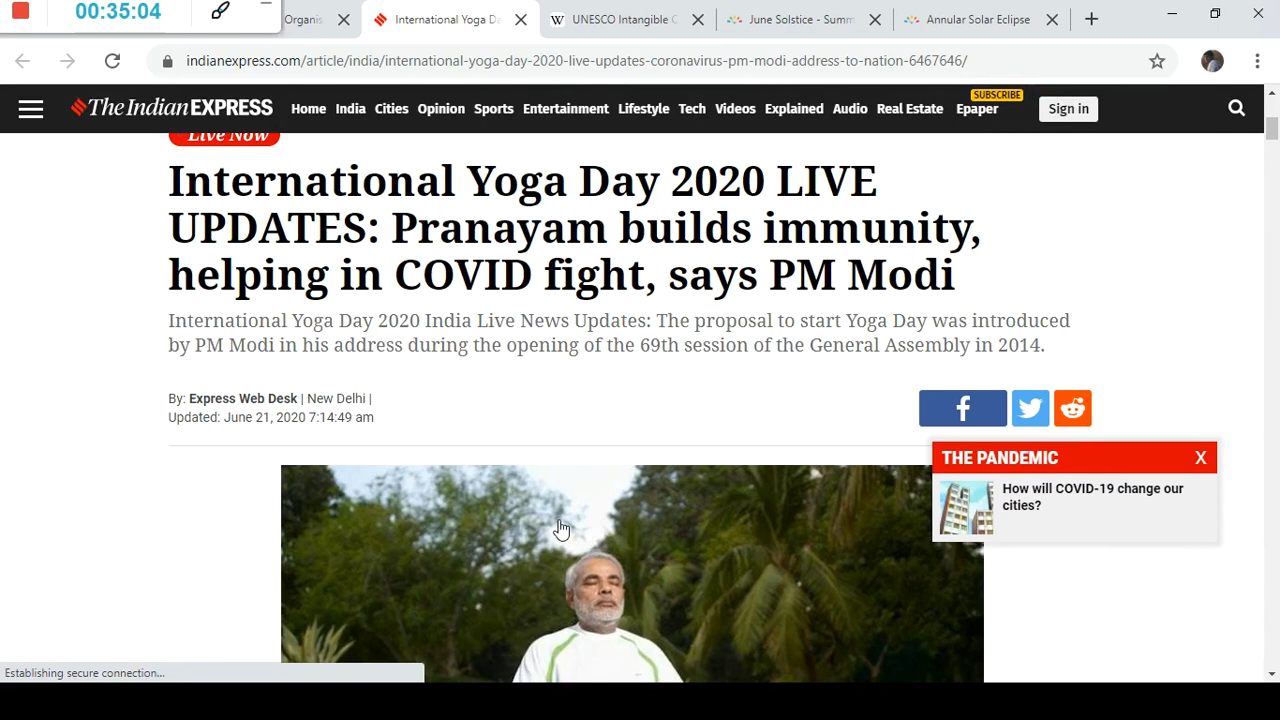 00:35:04
Organis
International Yoga Da
UNESCO Intangible C
June Solstice - Summ
Annular Solar Eclipse
indianexpress.com/article/india/international-yoga-day-2020-live-updates-coronavirus-pm-modi-address-to-nation-6467646/
The Indian EXPRESS
Home India Cities Opinion Sports Entertainment Lifestyle Tech Videos Explained Audio Real Estate Epaper
SUBSCRIBE
Sign in
Live Now
International Yoga Day 2020 LIVE
UPDATES: Pranayam builds immunity,
helping in COVID fight, says PM Modi
International Yoga Day 2020 India Live News Updates: The proposal to start Yoga Day was introduced
by PM Modi in his address during the opening of the 69th session of the General Assembly in 2014.
By: Express Web Desk | New Delhi |
Updated: June 21, 2020 7:14:49 am
THE PANDEMIC X
How will COVID-19 change our
cities?
Establishing secure connection...